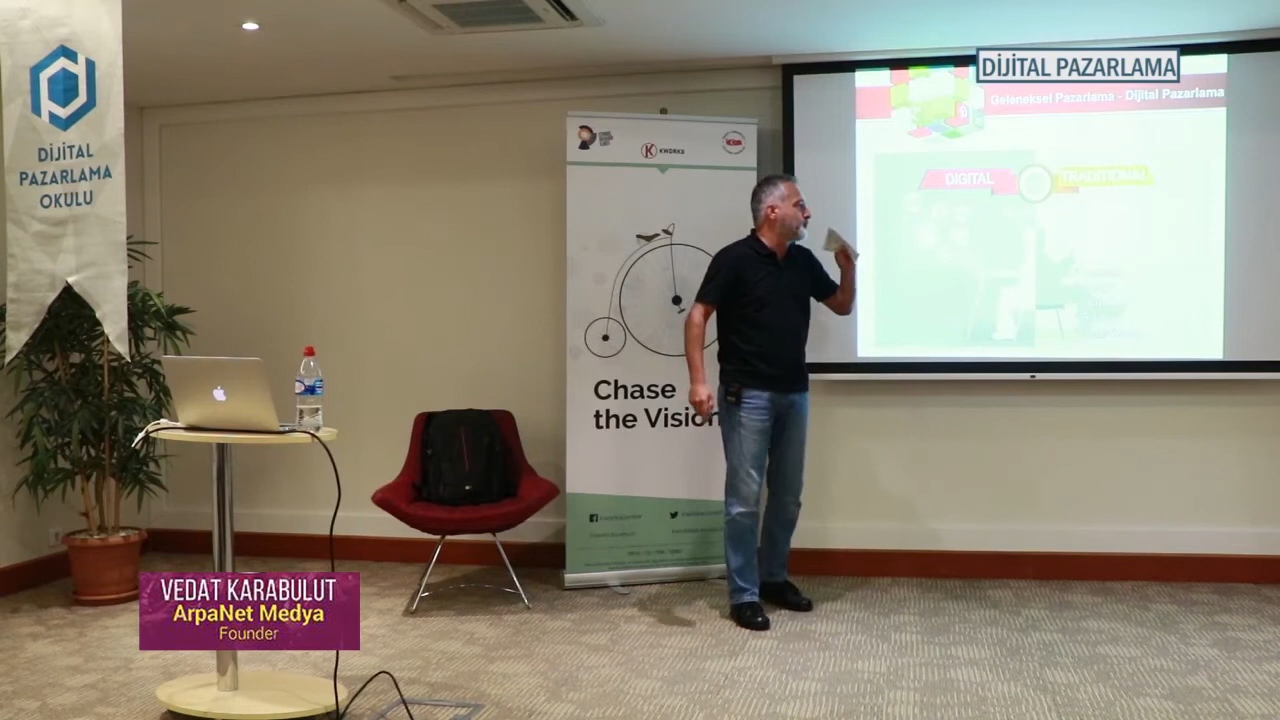 DİJİTAL
PAZARLAMA
OKULU
KWORKS
Chase
the Vision
DİJİTAL PAZARLAMA
Geleneksel Pazarlama - Dijital Pazarlama
DIGITAL
TRADITIONAL
VEDAT KARABULUT
ArpaNet Medya
Founder